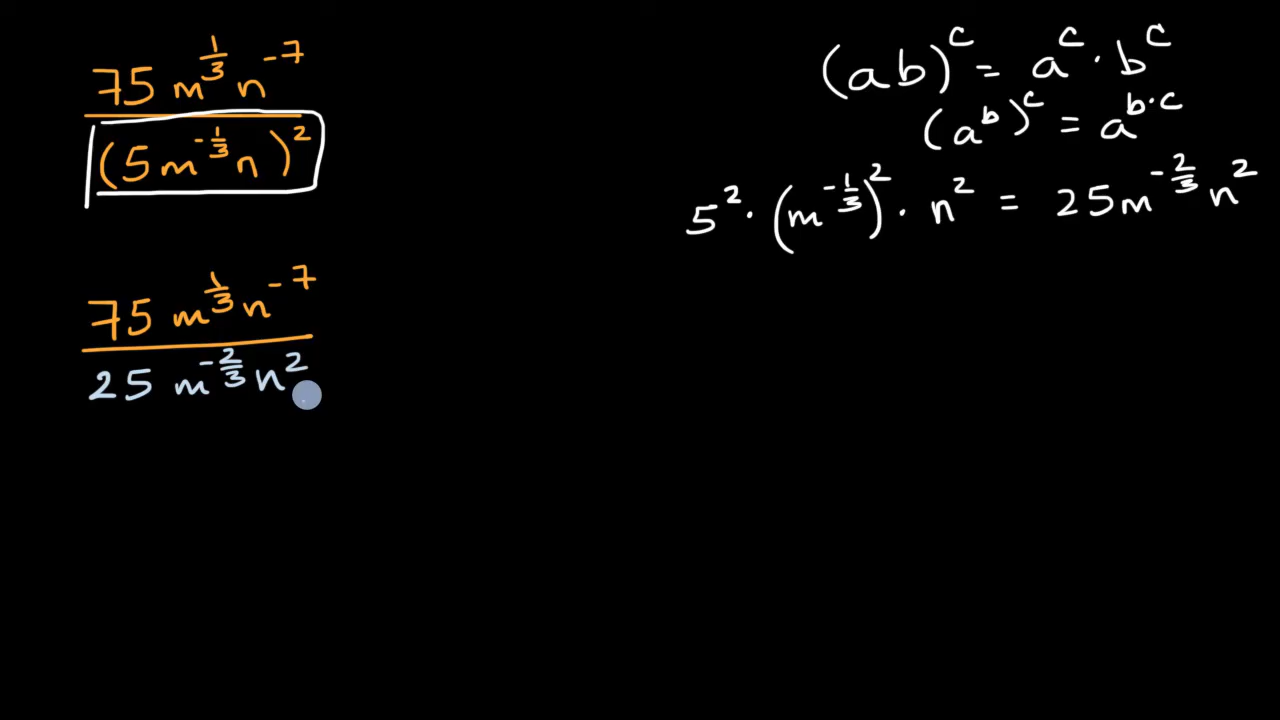 75 m^{1/3} n^{-7}
(5 m^{-1/3} n)^2
75 m^{1/3} n^{-7}
25 m^{-2/3} n^2
(ab)^c = a^c · b^c
(a^b)^c = a^{b·c}
5^2 · (m^{-1/3})^2 · n^2 = 25 m^{-2/3} n^2